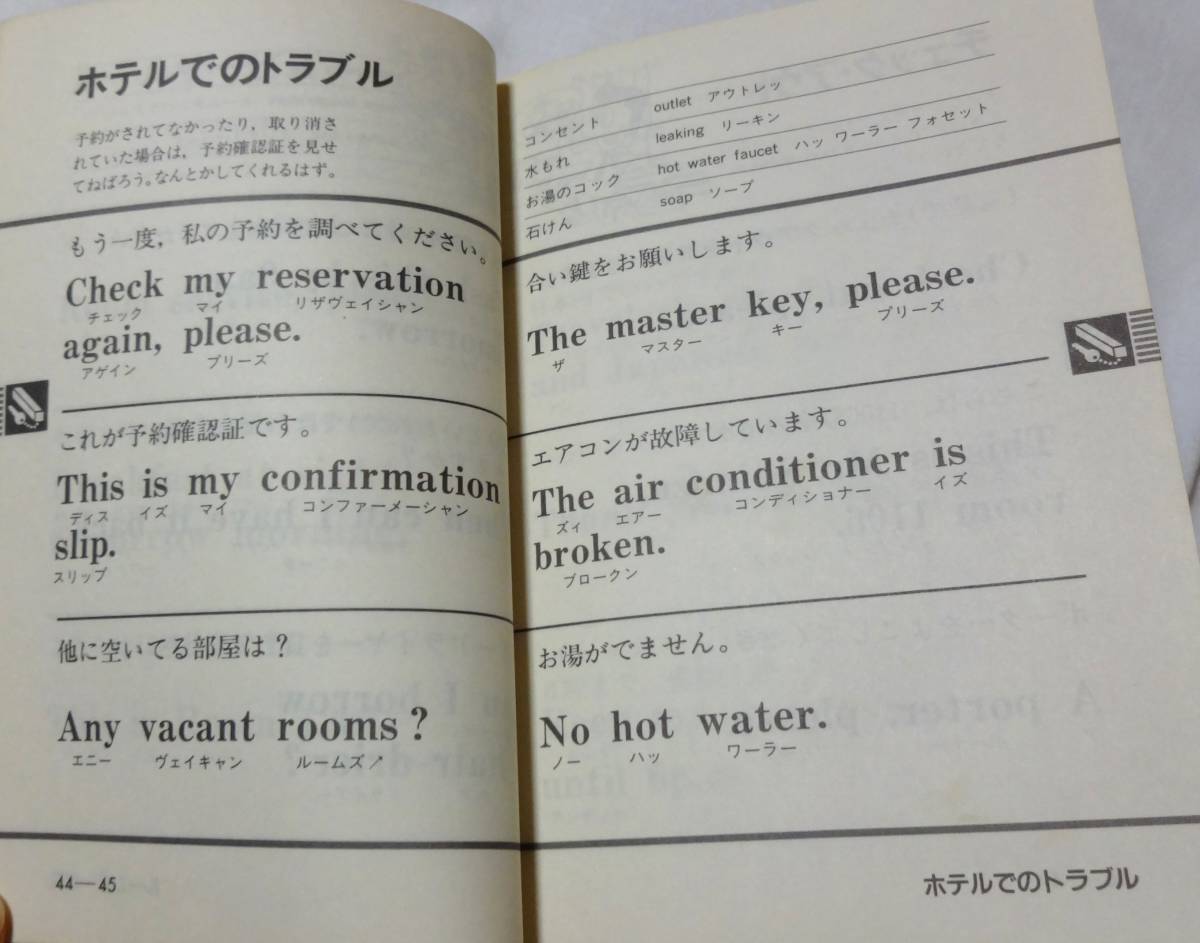 ホテルでのトラブル
予約がされてなかったり，取り消さ
れていた場合は，予約確認証を見せ
てねばろう。なんとかしてくれるはず。
もう一度，私の予約を調べてください。
Check my reservation
チェック マイ リザヴェイシャン
again, please.
アゲイン プリーズ
これが予約確認証です。
This is my confirmation
ディス イズ マイ コンファーメーシャン
slip.
スリップ
他に空いてる部屋は？
Any vacant rooms ?
エニー ヴェイキャン ルームズ↗
44—45
コンセント outlet アウトレッ
水もれ leaking リーキン
お湯のコック hot water faucet ハッ ワーラー フォセット
石けん soap ソープ
合い鍵をお願いします。
The master key, please.
ザ マスター キー プリーズ
エアコンが故障しています。
The air conditioner is
ズィ エアー コンディショナー イズ
broken.
ブロークン
お湯がでません。
No hot water.
ノー ハッ ワーラー
ホテルでのトラブル